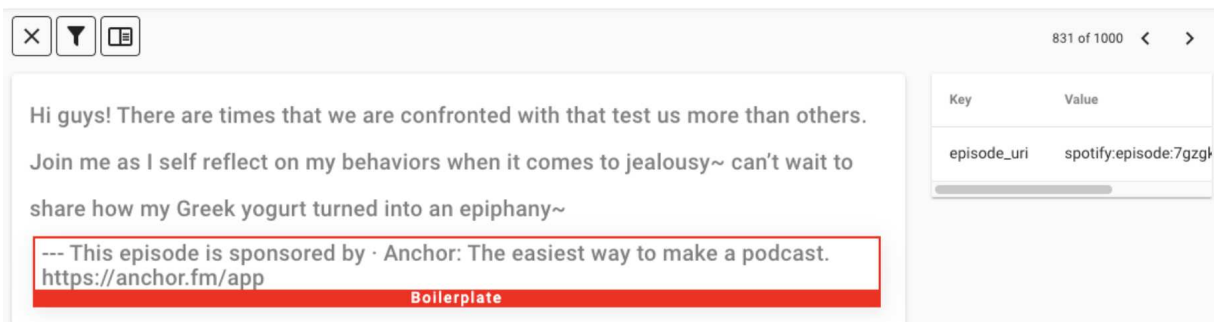 831 of 1000
Hi guys! There are times that we are confronted with that test us more than others.
Join me as I self reflect on my behaviors when it comes to jealousy~ can’t wait to
share how my Greek yogurt turned into an epiphany~
--- This episode is sponsored by · Anchor: The easiest way to make a podcast.
https://anchor.fm/app
Boilerplate
Key Value
episode_uri spotify:episode:7gzgk